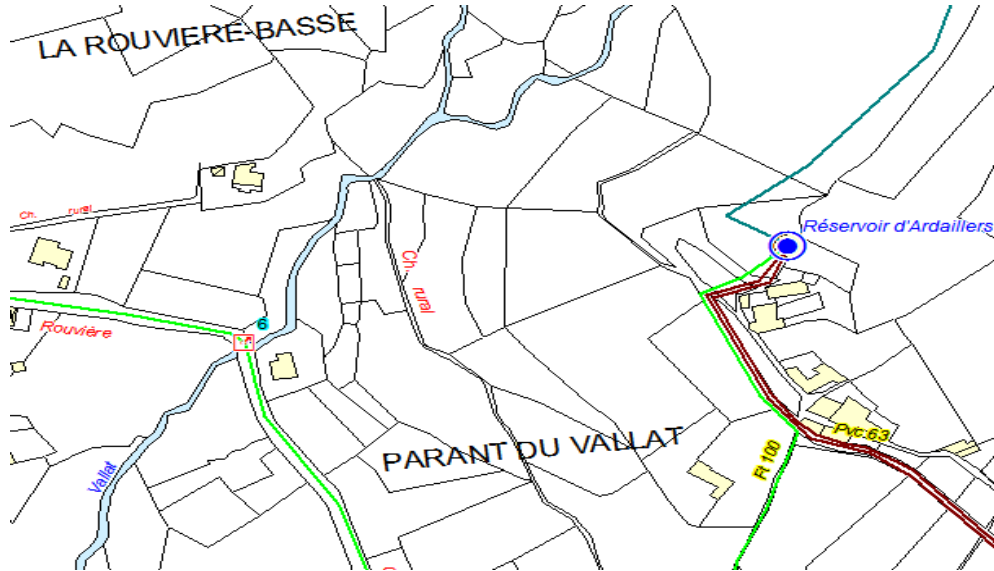 LA ROUVIERE-BASSE
Ch. rural
Réservoir d'Ardaillers
Ch. rural
6
Rouvière
PARANT DU VALLAT
Pvc.63
Ft 100
Vallat